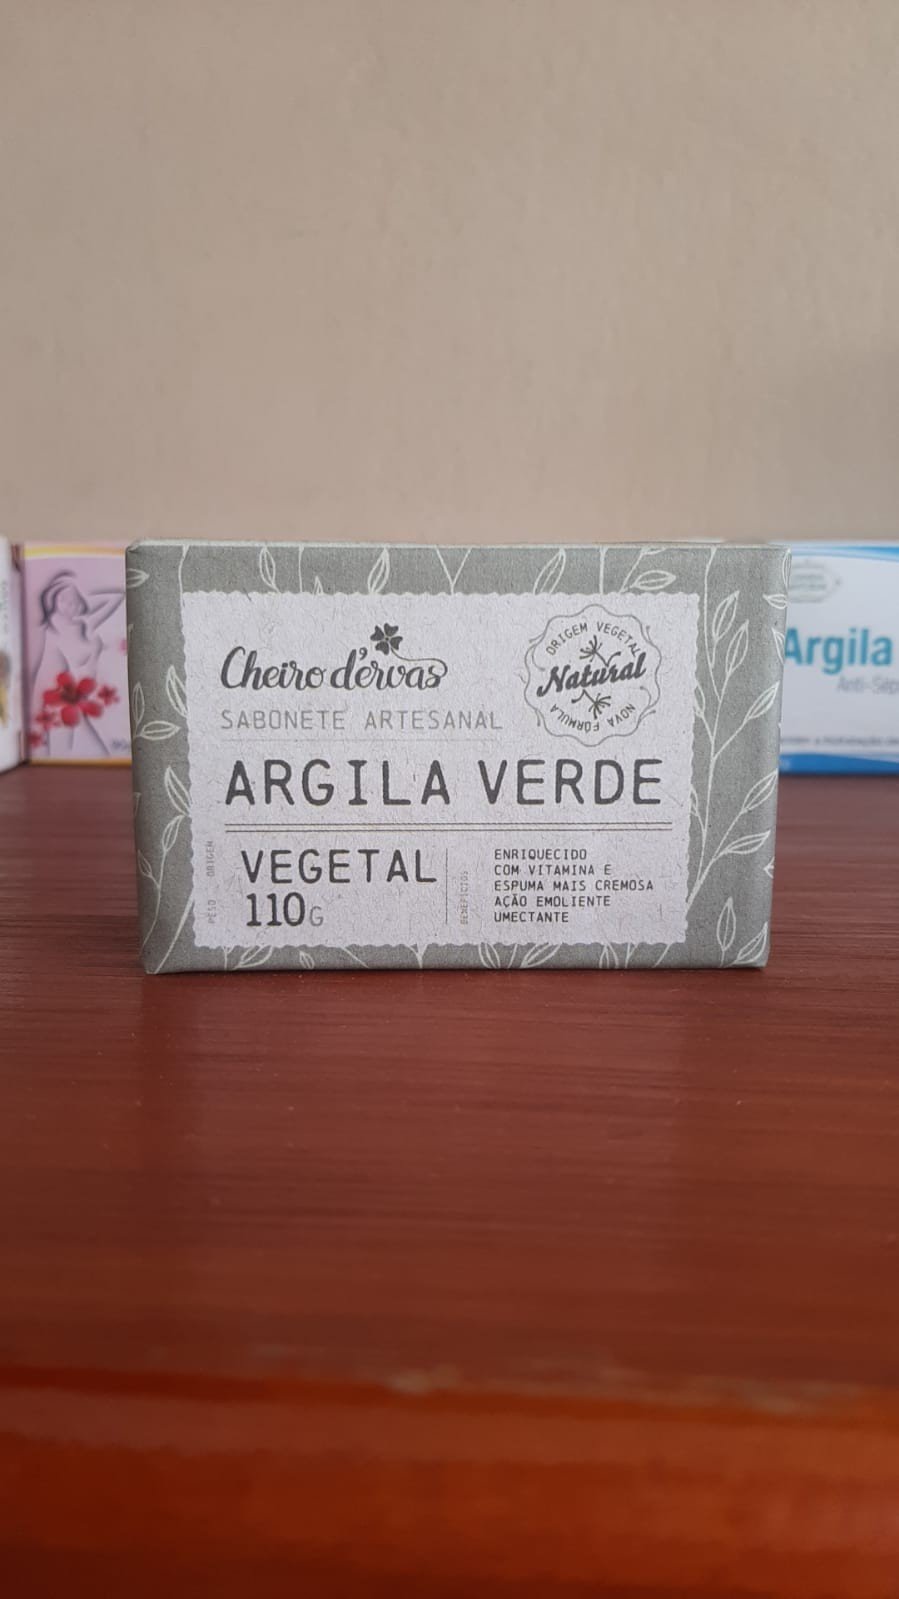 Cheiro d'ervas
SABONETE ARTESANAL
ORIGEM VEGETAL
Natural
NOVA FÓRMULA
ARGILA VERDE
ORIGEM
VEGETAL
PESO
110G
BENEFÍCIOS
ENRIQUECIDO
COM VITAMINA E
ESPUMA MAIS CREMOSA
AÇÃO EMOLIENTE
UMECTANTE
Argila